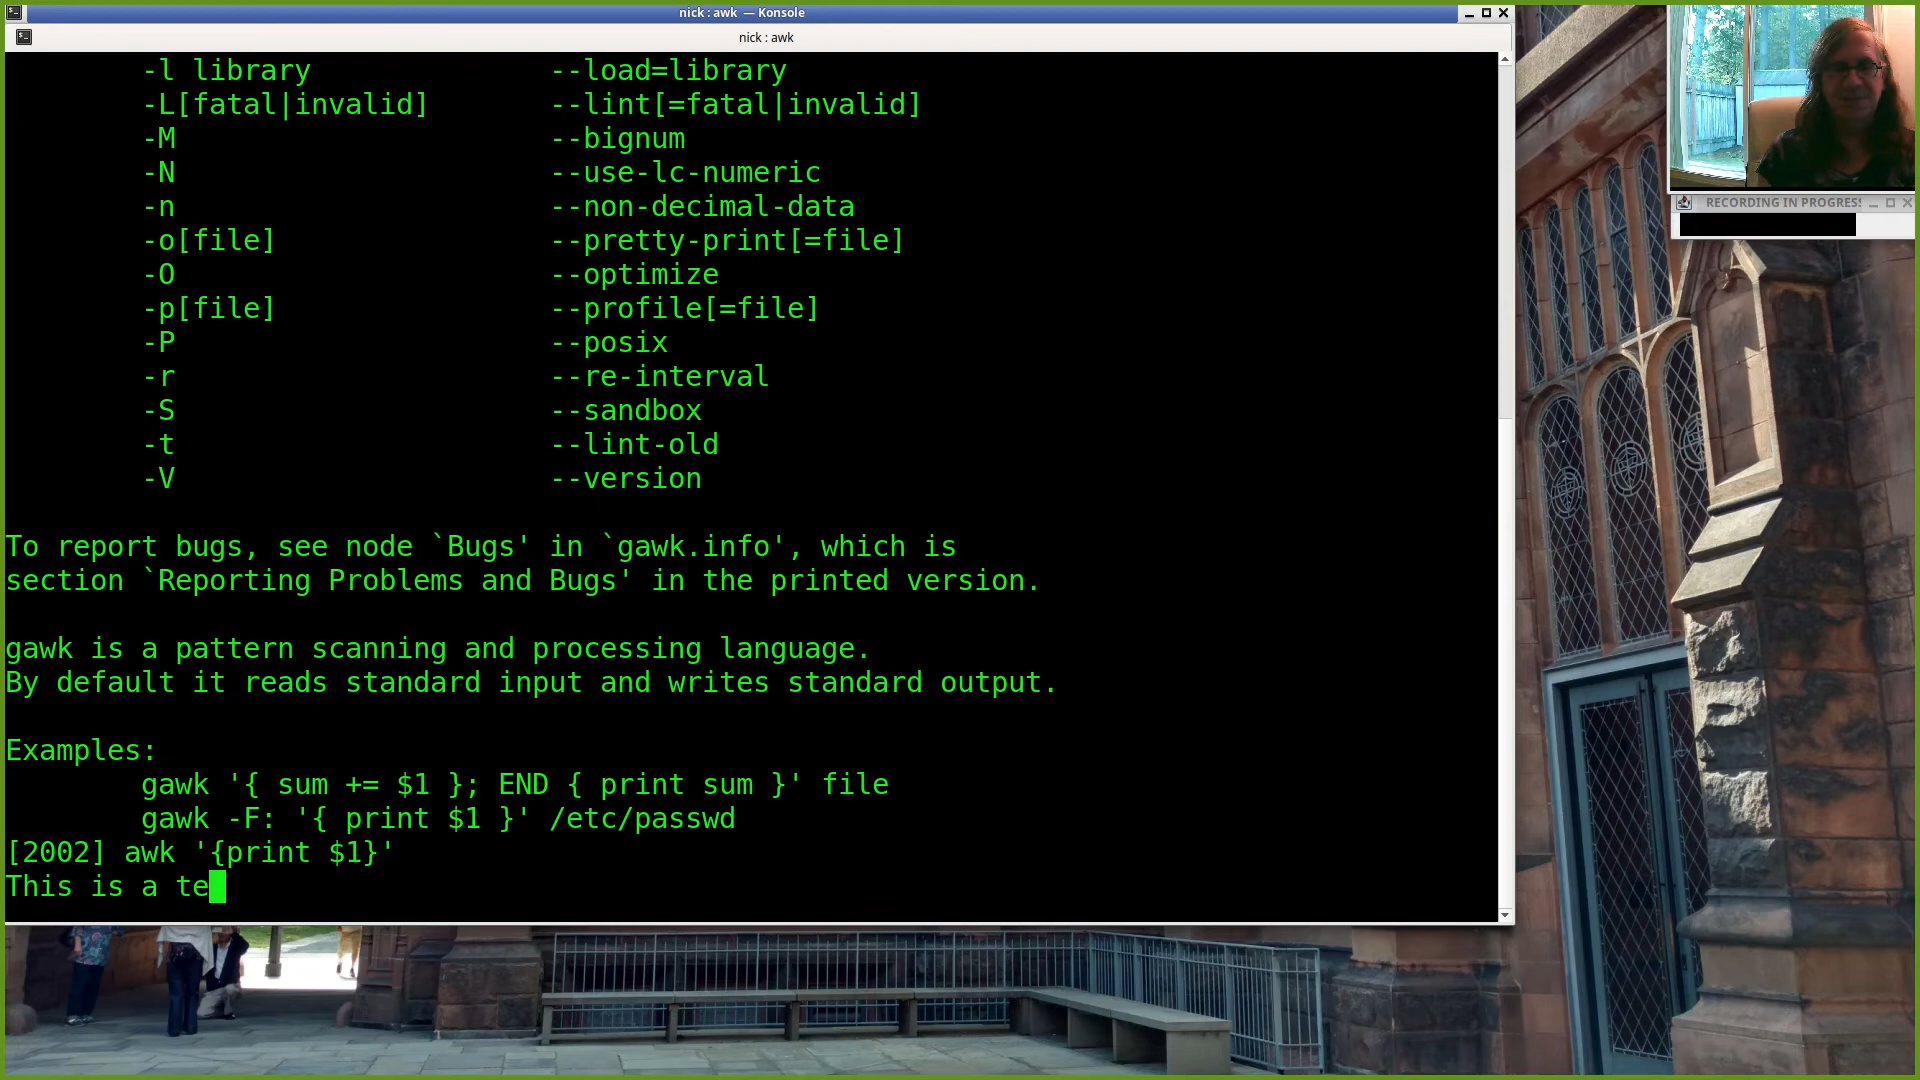 nick : awk — Konsole
nick : awk
-l library --load=library
-L[fatal|invalid] --lint[=fatal|invalid]
-M --bignum
-N --use-lc-numeric
-n --non-decimal-data
-o[file] --pretty-print[=file]
-O --optimize
-p[file] --profile[=file]
-P --posix
-r --re-interval
-S --sandbox
-t --lint-old
-V --version
To report bugs, see node `Bugs' in `gawk.info', which is
section `Reporting Problems and Bugs' in the printed version.
gawk is a pattern scanning and processing language.
By default it reads standard input and writes standard output.
Examples:
gawk '{ sum += $1 }; END { print sum }' file
gawk -F: '{ print $1 }' /etc/passwd
[2002] awk '{print $1}'
This is a te
RECORDING IN PROGRESS